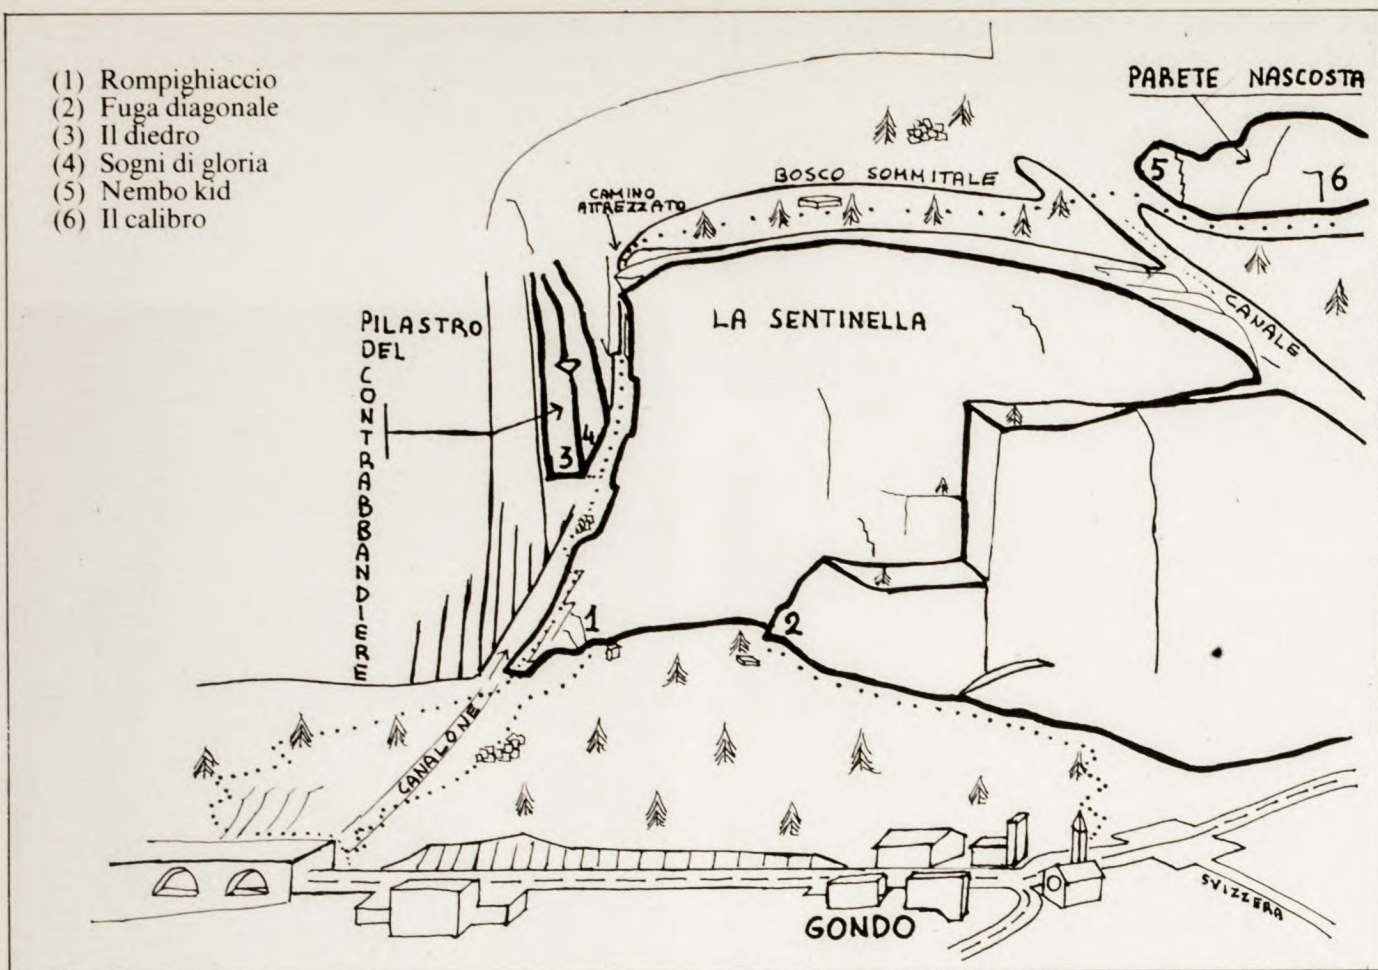 (1) Rompighiaccio
(2) Fuga diagonale
(3) Il diedro
(4) Sogni di gloria
(5) Nembo kid
(6) Il calibro
PARETE NASCOSTA
5
6
BOSCO SOMMITALE
CAMINO
ATTREZZATO
CANALE
LA SENTINELLA
PILASTRO
DEL
CONTRABBANDIERE
4
3
1
2
CANALONE
SVIZZERA
GONDO